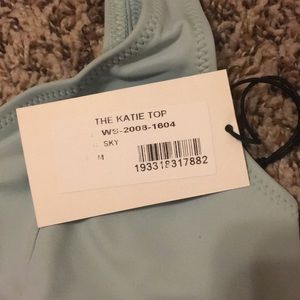 THE KATIE TOP
WS-2008-1604
SKY
M
193318317882